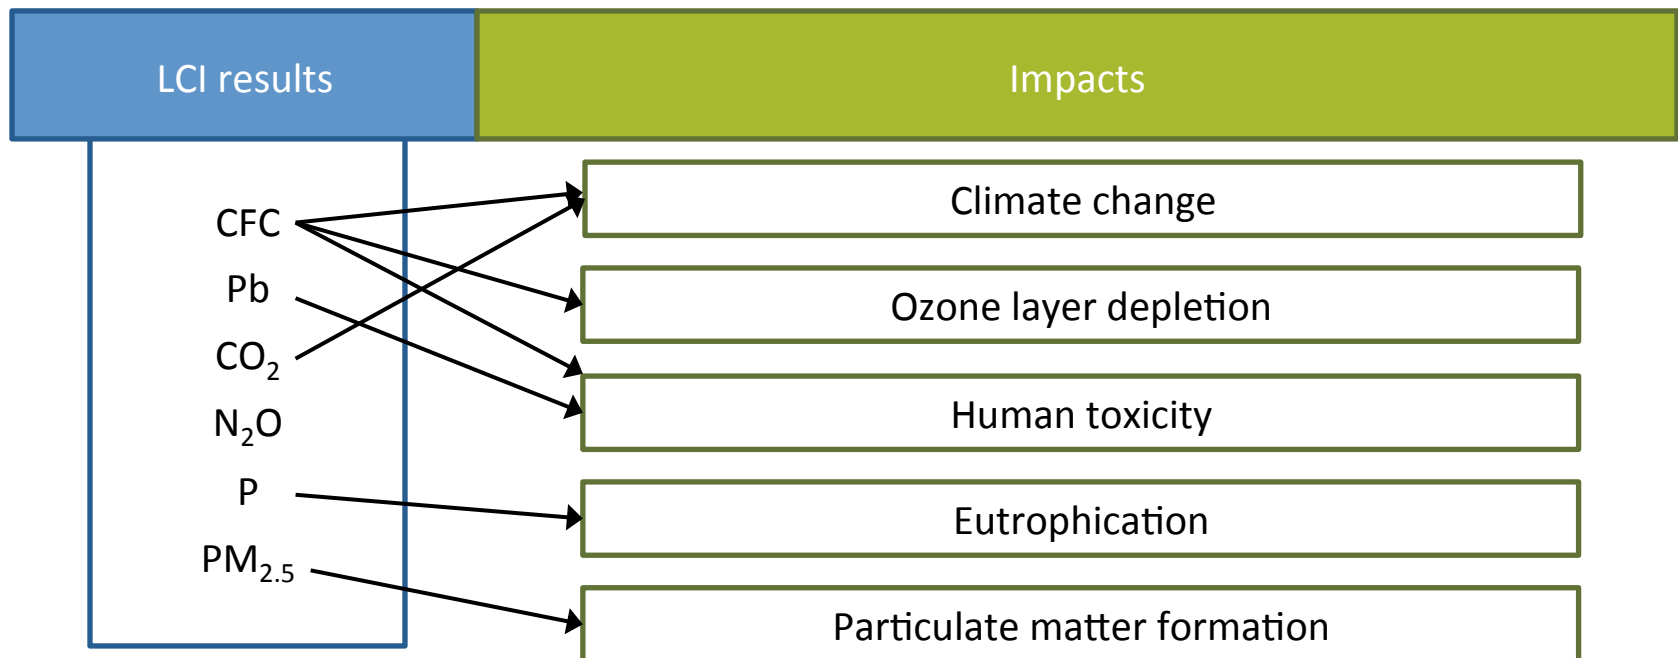 LCI results
Impacts
CFC
Pb
CO₂
N₂O
P
PM₂.₅
Climate change
Ozone layer depletion
Human toxicity
Eutrophication
Particulate matter formation